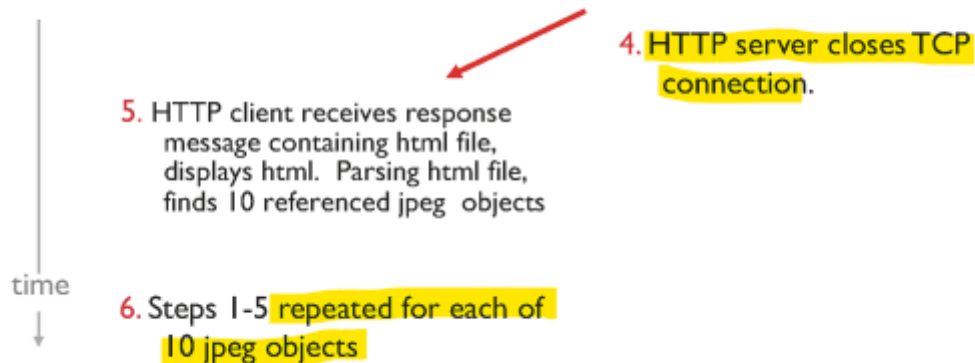 4. HTTP server closes TCP
connection.
5. HTTP client receives response
message containing html file,
displays html. Parsing html file,
finds 10 referenced jpeg objects
time
6. Steps 1-5 repeated for each of
10 jpeg objects